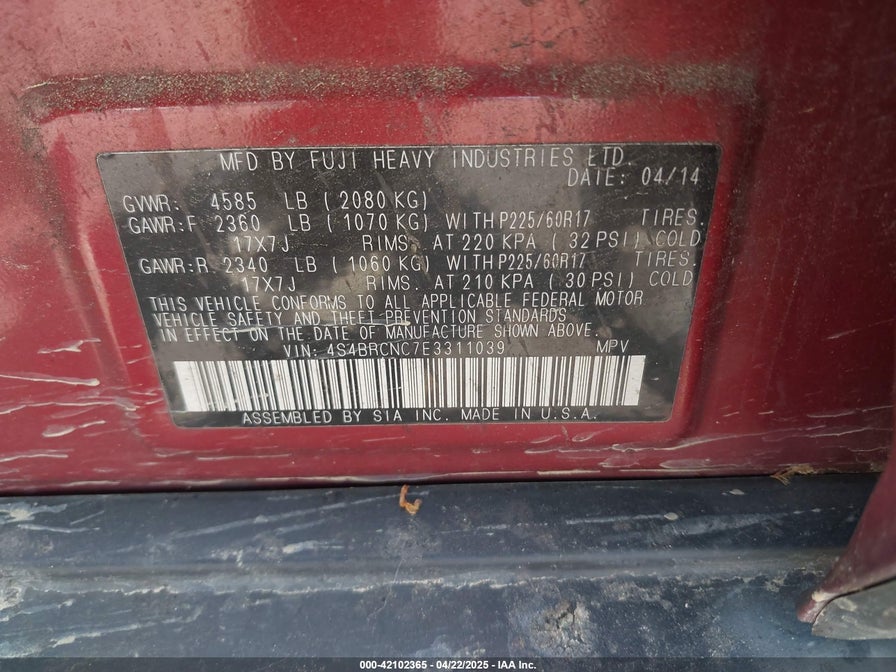 MFD BY FUJI HEAVY INDUSTRIES LTD.
DATE: 04/14
GVWR: 4585 LB ( 2080 KG)
GAWR:F 2360 LB ( 1070 KG) WITH P225/60R17 TIRES.
17X7J RIMS. AT 220 KPA ( 32 PSI) COLD
GAWR:R 2340 LB ( 1060 KG) WITH P225/60R17 TIRES.
17X7J RIMS. AT 210 KPA ( 30 PSI) COLD
THIS VEHICLE CONFORMS TO ALL APPLICABLE FEDERAL MOTOR
VEHICLE SAFETY AND THEFT PREVENTION STANDARDS
IN EFFECT ON THE DATE OF MANUFACTURE SHOWN ABOVE.
VIN: 4S4BRCNC7E3311039 MPV
ASSEMBLED BY SIA INC. MADE IN U.S.A.
000-42102365 - 04/22/2025 - IAA Inc.